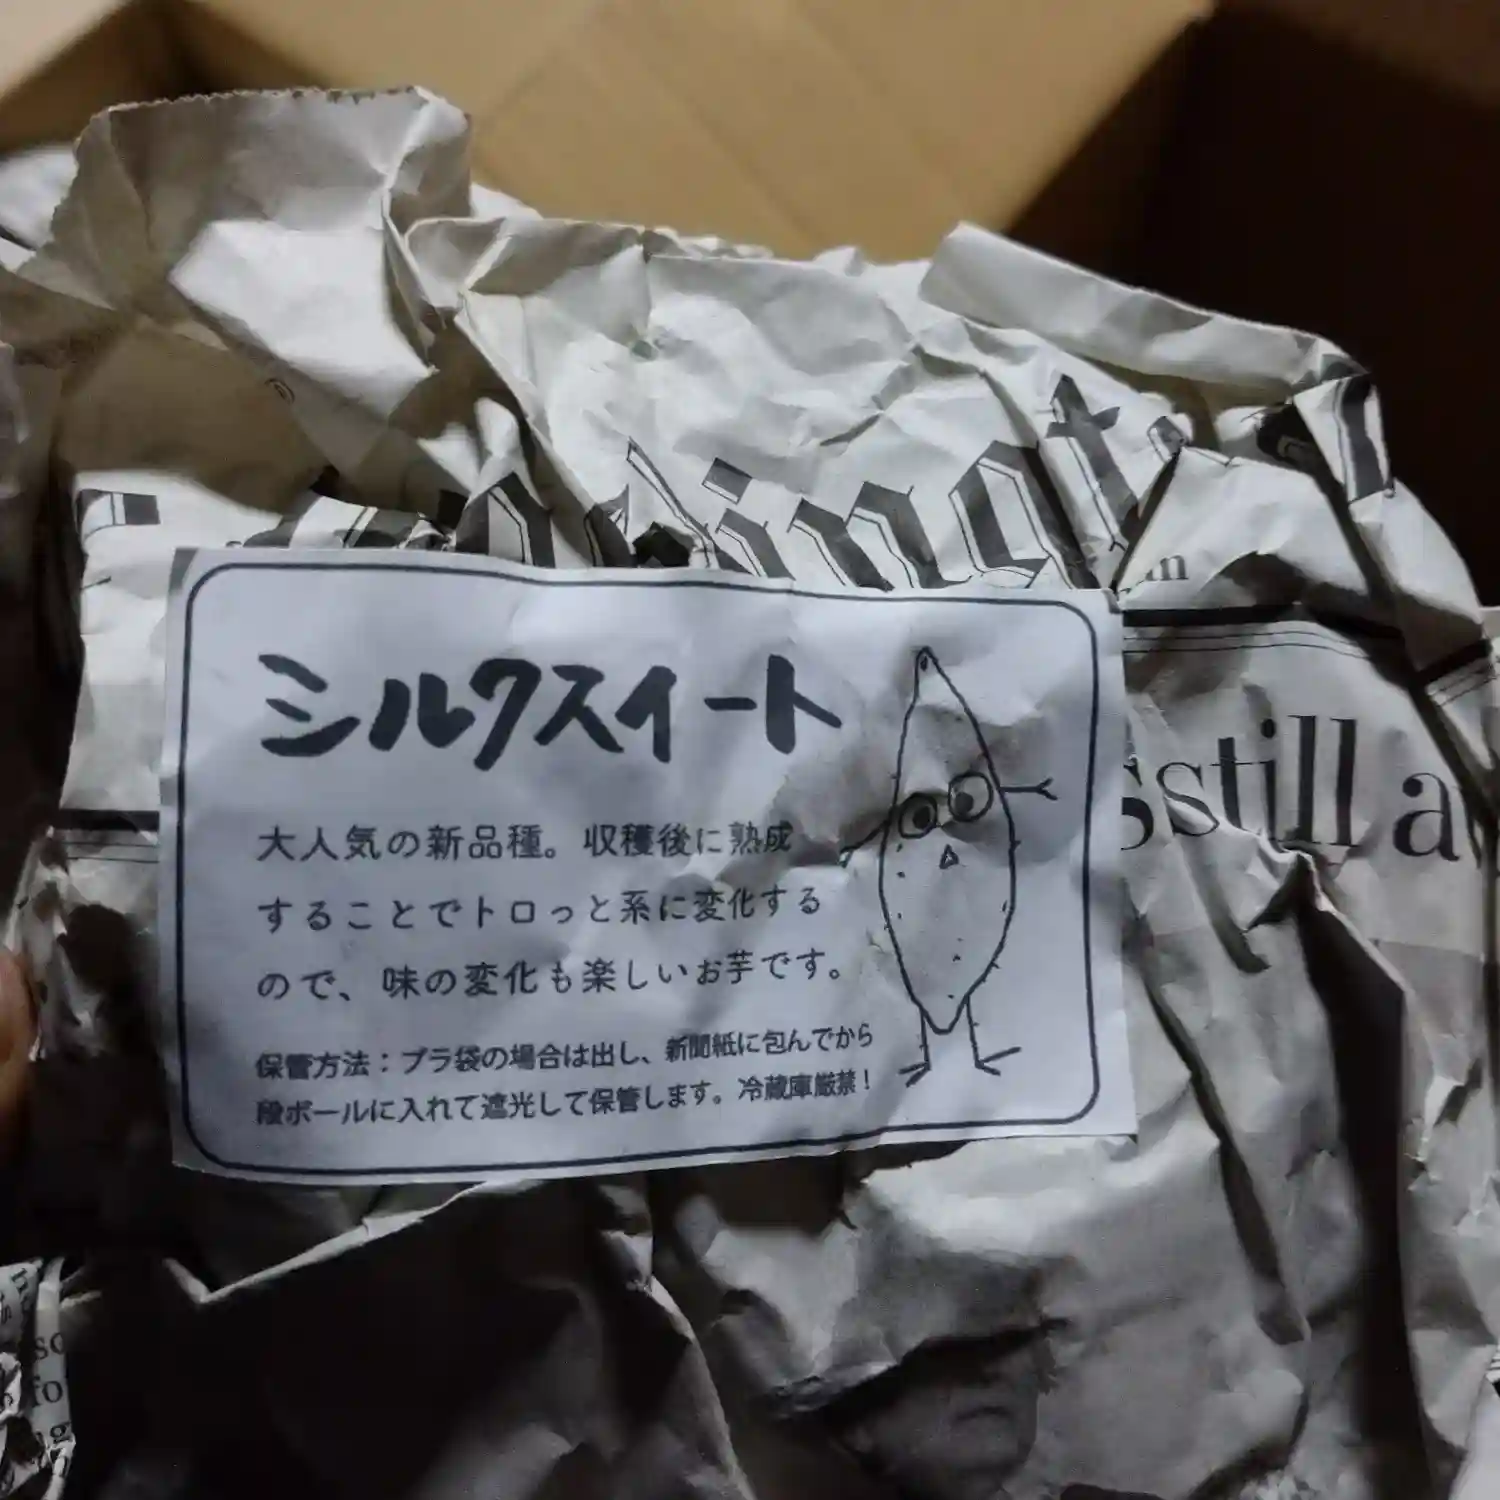 シルクスイート
大人気の新品種。収穫後に熟成
することでトロっと系に変化する
ので、味の変化も楽しいお芋です。
保管方法：プラ袋の場合は出し、新聞紙に包んでから
段ボールに入れて遮光して保管します。冷蔵庫厳禁！
still a